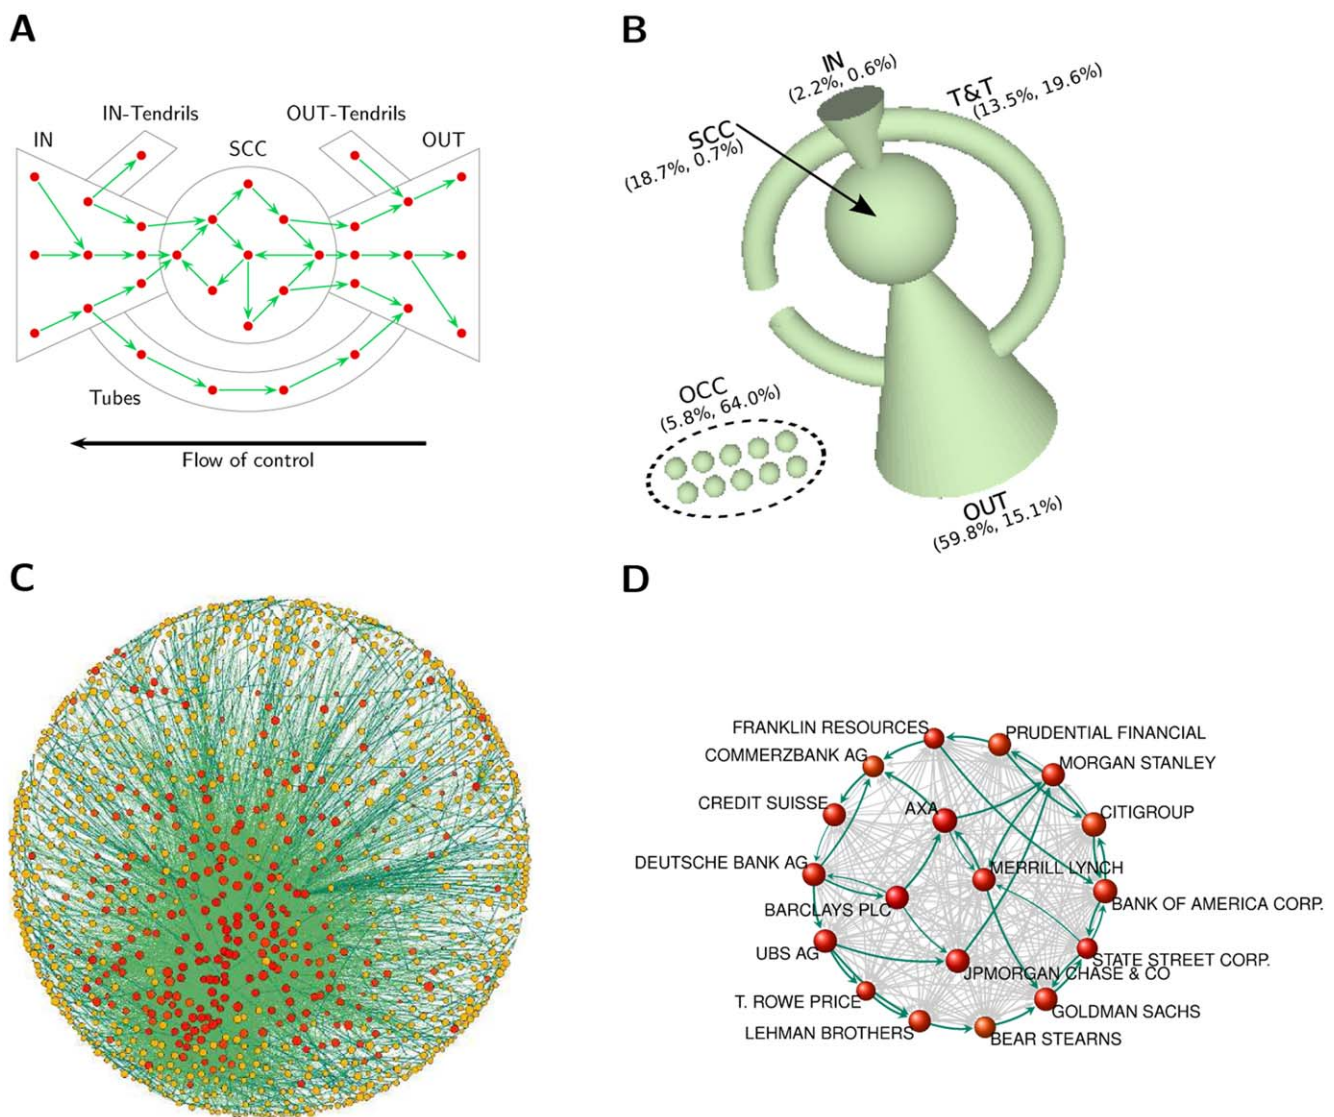 A
IN-Tendrils
OUT-Tendrils
IN
SCC
OUT
Tubes
Flow of control
B
IN
(2.2%, 0.6%)
T&T
(13.5%, 19.6%)
SCC
(18.7%, 0.7%)
OCC
(5.8%, 64.0%)
OUT
(59.8%, 15.1%)
C
D
FRANKLIN RESOURCES
PRUDENTIAL FINANCIAL
COMMERZBANK AG
MORGAN STANLEY
CREDIT SUISSE
AXA
CITIGROUP
DEUTSCHE BANK AG
MERRILL LYNCH
BARCLAYS PLC
BANK OF AMERICA CORP.
UBS AG
STATE STREET CORP.
JPMORGAN CHASE & CO
T. ROWE PRICE
GOLDMAN SACHS
LEHMAN BROTHERS
BEAR STEARNS